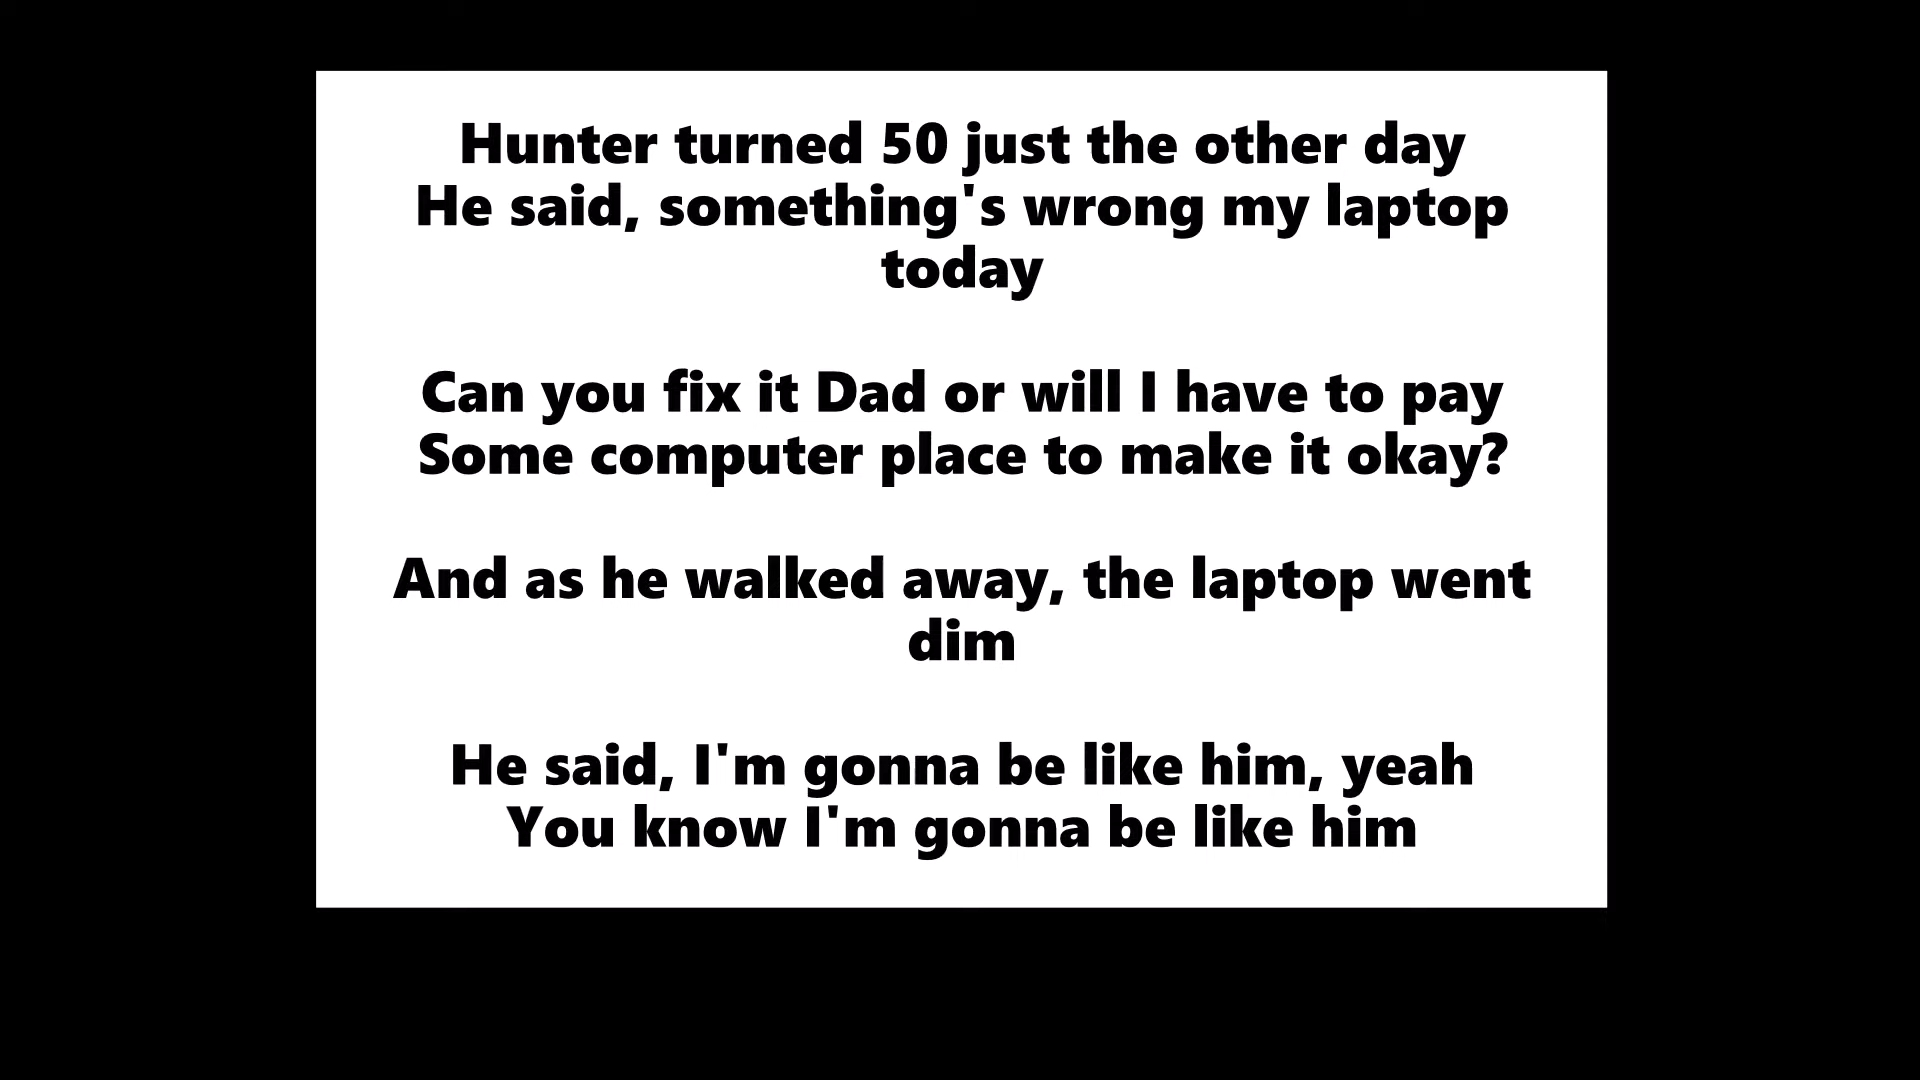 Hunter turned 50 just the other day
He said, something's wrong my laptop
today
Can you fix it Dad or will I have to pay
Some computer place to make it okay?
And as he walked away, the laptop went
dim
He said, I'm gonna be like him, yeah
You know I'm gonna be like him